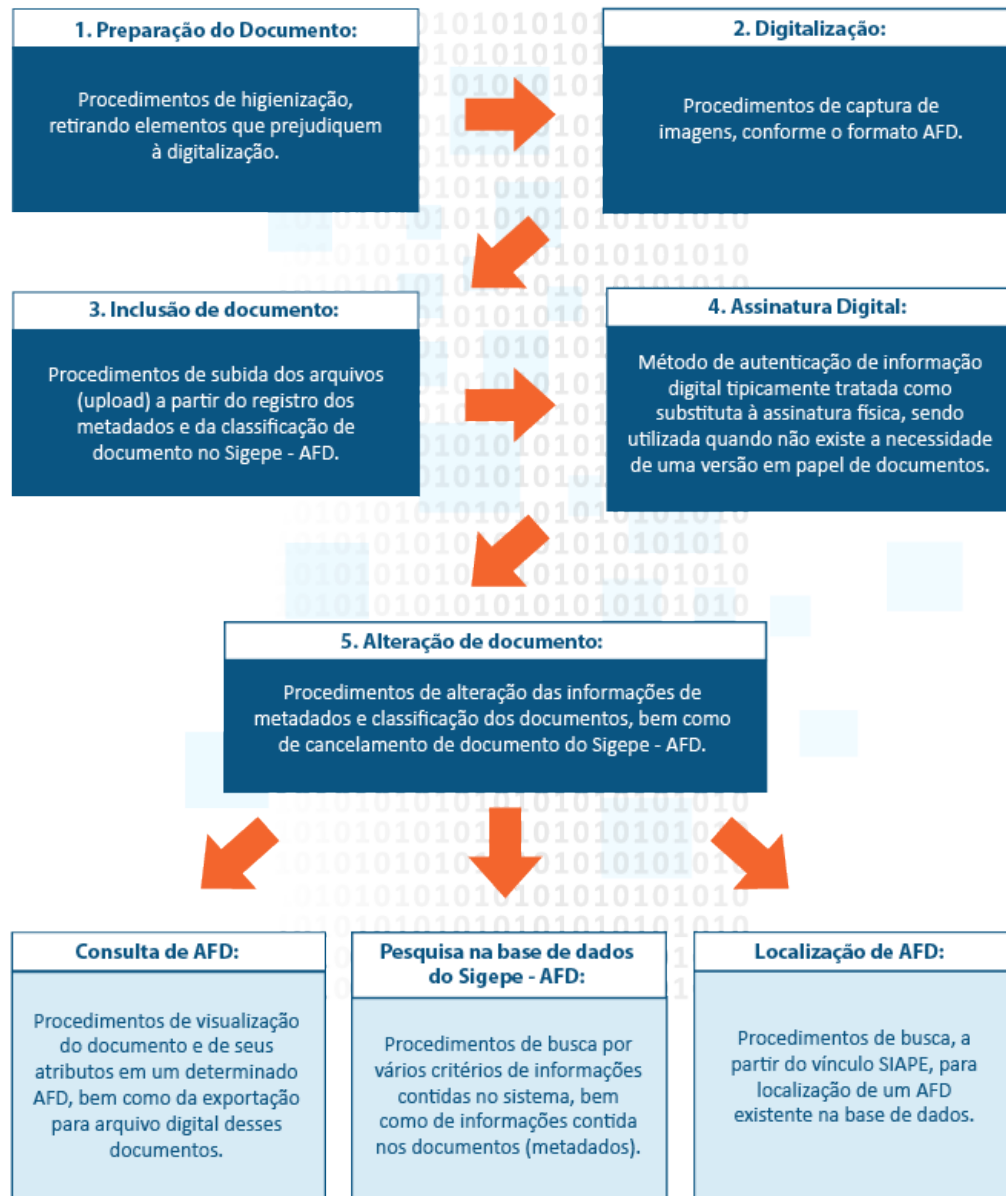 1. Preparação do Documento:
Procedimentos de higienização,
retirando elementos que prejudiquem
à digitalização.
2. Digitalização:
Procedimentos de captura de
imagens, conforme o formato AFD.
3. Inclusão de documento:
Procedimentos de subida dos arquivos
(upload) a partir do registro dos
metadados e da classificação de
documento no Sigepe - AFD.
4. Assinatura Digital:
Método de autenticação de informação
digital tipicamente tratada como
substituta à assinatura física, sendo
utilizada quando não existe a necessidade
de uma versão em papel de documentos.
5. Alteração de documento:
Procedimentos de alteração das informações de
metadados e classificação dos documentos, bem como
de cancelamento de documento do Sigepe - AFD.
Consulta de AFD:
Procedimentos de visualização
do documento e de seus
atributos em um determinado
AFD, bem como da exportação
para arquivo digital desses
documentos.
Pesquisa na base de dados
do Sigepe - AFD:
Procedimentos de busca por
vários critérios de informações
contidas no sistema, bem
como de informações contida
nos documentos (metadados).
Localização de AFD:
Procedimentos de busca, a
partir do vínculo SIAPE, para
localização de um AFD
existente na base de dados.